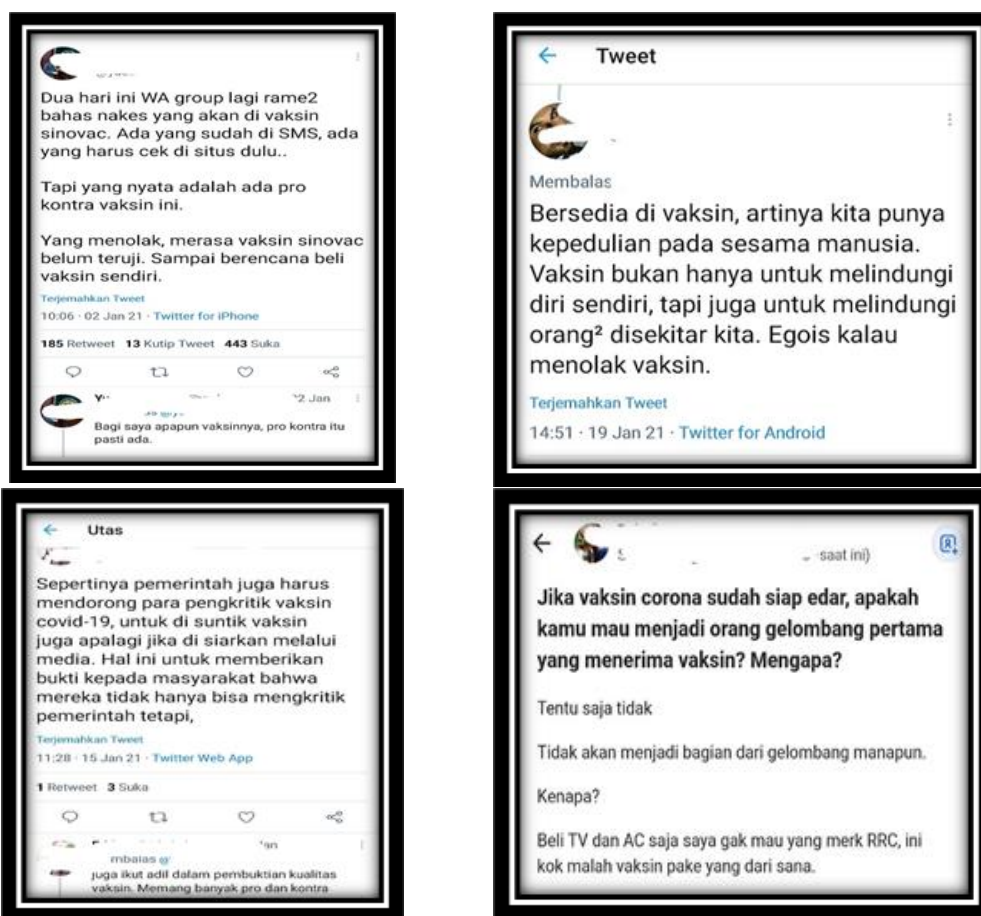 Dua hari ini WA group lagi rame2
bahas nakes yang akan di vaksin
sinovac. Ada yang sudah di SMS, ada
yang harus cek di situs dulu..
Tapi yang nyata adalah ada pro
kontra vaksin ini.
Yang menolak, merasa vaksin sinovac
belum teruji. Sampai berencana beli
vaksin sendiri.
Terjemahkan Tweet
10:06 · 02 Jan 21 · Twitter for iPhone
185 Retweet 13 Kutip Tweet 443 Suka
2 Jan
Bagi saya apapun vaksinnya, pro kontra itu
pasti ada.
Tweet
Membalas
Bersedia di vaksin, artinya kita punya
kepedulian pada sesama manusia.
Vaksin bukan hanya untuk melindungi
diri sendiri, tapi juga untuk melindungi
orang² disekitar kita. Egois kalau
menolak vaksin.
Terjemahkan Tweet
14:51 · 19 Jan 21 · Twitter for Android
Utas
Sepertinya pemerintah juga harus
mendorong para pengkritik vaksin
covid-19, untuk di suntik vaksin
juga apalagi jika di siarkan melalui
media. Hal ini untuk memberikan
bukti kepada masyarakat bahwa
mereka tidak hanya bisa mengkritik
pemerintah tetapi,
Terjemahkan Tweet
11:28 · 15 Jan 21 · Twitter Web App
1 Retweet 3 Suka
juga ikut adil dalam pembuktian kualitas
vaksin. Memang banyak pro dan kontra
saat ini)
Jika vaksin corona sudah siap edar, apakah
kamu mau menjadi orang gelombang pertama
yang menerima vaksin? Mengapa?
Tentu saja tidak
Tidak akan menjadi bagian dari gelombang manapun.
Kenapa?
Beli TV dan AC saja saya gak mau yang merk RRC, ini
kok malah vaksin pake yang dari sana.